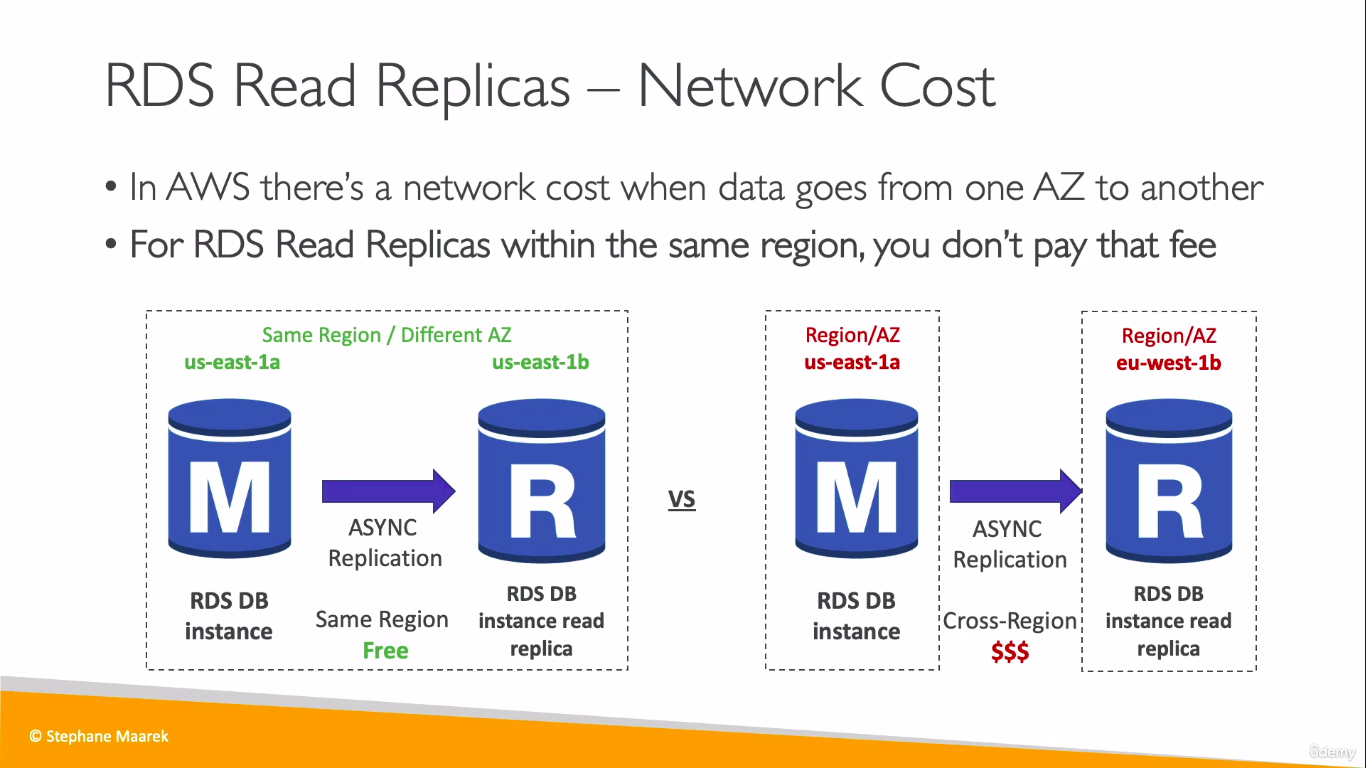 RDS Read Replicas – Network Cost
• In AWS there's a network cost when data goes from one AZ to another
• For RDS Read Replicas within the same region, you don't pay that fee
Same Region / Different AZ
us-east-1a
us-east-1b
M
ASYNC
Replication
R
RDS DB
instance
Same Region
Free
RDS DB
instance read
replica
VS
Region/AZ
us-east-1a
M
RDS DB
instance
ASYNC
Replication
Cross-Region
$$$
Region/AZ
eu-west-1b
R
RDS DB
instance read
replica
© Stephane Maarek
ûdemy